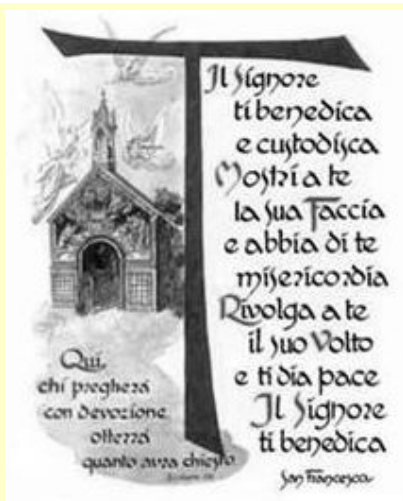 Il Signore
ti benedica
e custodisca
Mostri a te
la sua Faccia
e abbia di te
misericordia
Rivolga a te
il suo Volto
e ti dia pace
Il Signore
ti benedica
San Francesco
Qui,
chi pregherà
con devozione
otterrà
quanto avrà chiesto